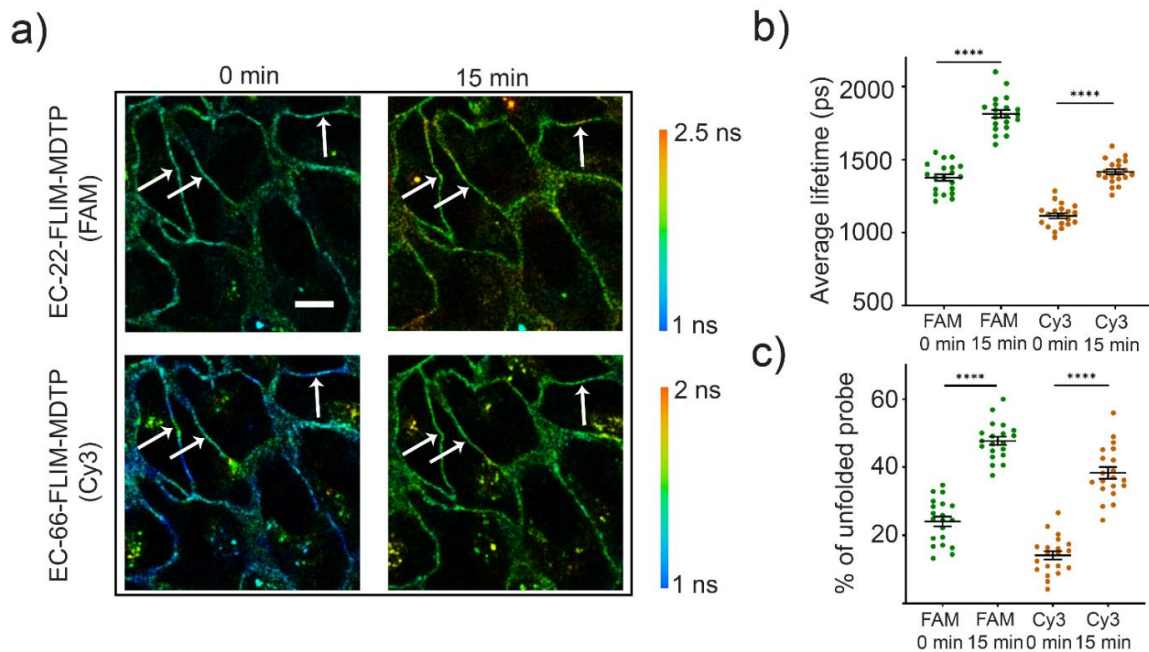 a)
0 min
15 min
EC-22-FLIM-MDTP
(FAM)
2.5 ns
1 ns
EC-66-FLIM-MDTP
(Cy3)
2 ns
1 ns
b)
Average lifetime (ps)
2000
1500
1000
500
****
****
FAM
0 min
FAM
15 min
Cy3
0 min
Cy3
15 min
c)
% of unfolded probe
60
40
20
****
****
FAM
0 min
FAM
15 min
Cy3
0 min
Cy3
15 min